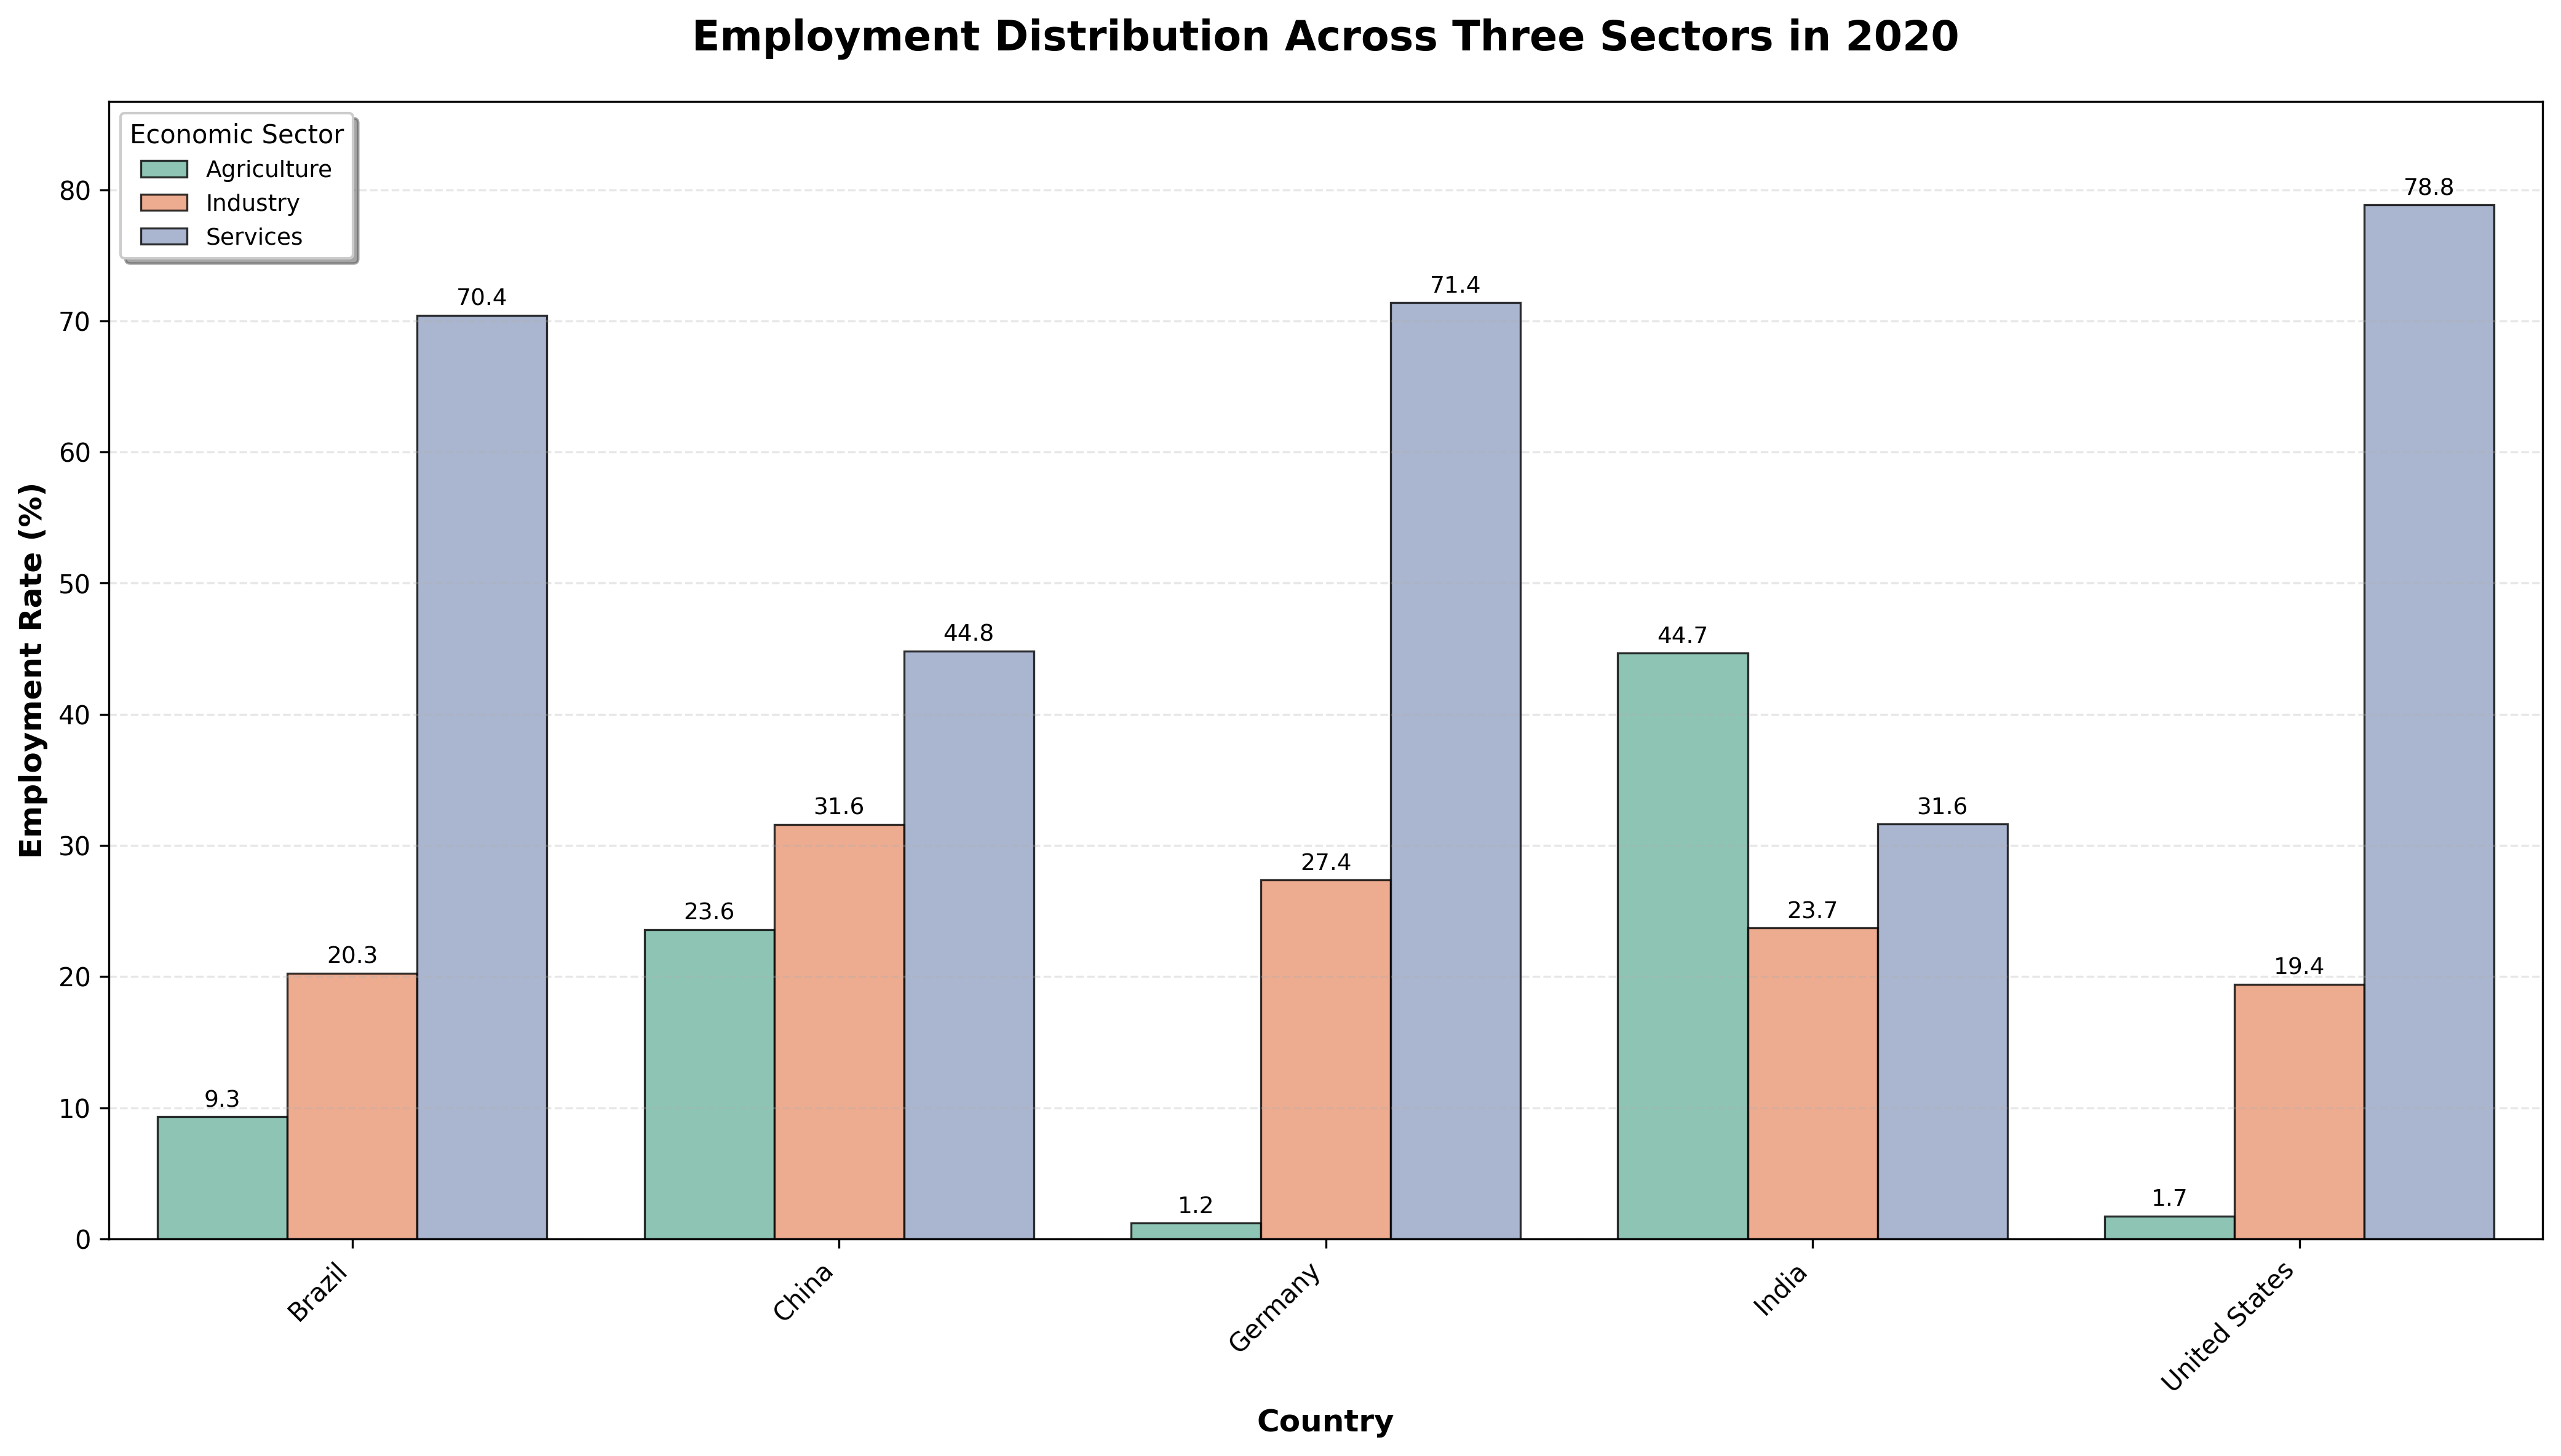 Employment Distribution Across Three Sectors in 2020
Economic Sector
Agriculture
Industry
Services
Employment Rate (%)
80
70
60
50
40
30
20
10
0
9.3
20.3
70.4
23.6
31.6
44.8
1.2
27.4
71.4
44.7
23.7
31.6
1.7
19.4
78.8
Brazil
China
Germany
India
United States
Country